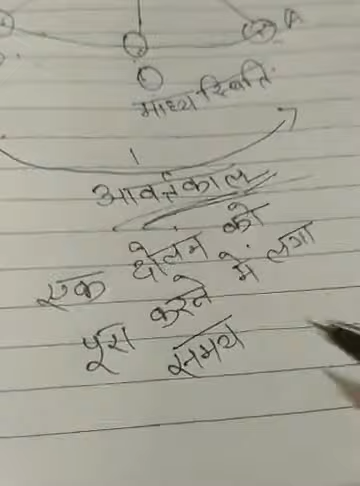 A
माध्य स्थिति
आवर्तकाल
एक दोलन को
पूरा करने में लगा
समय